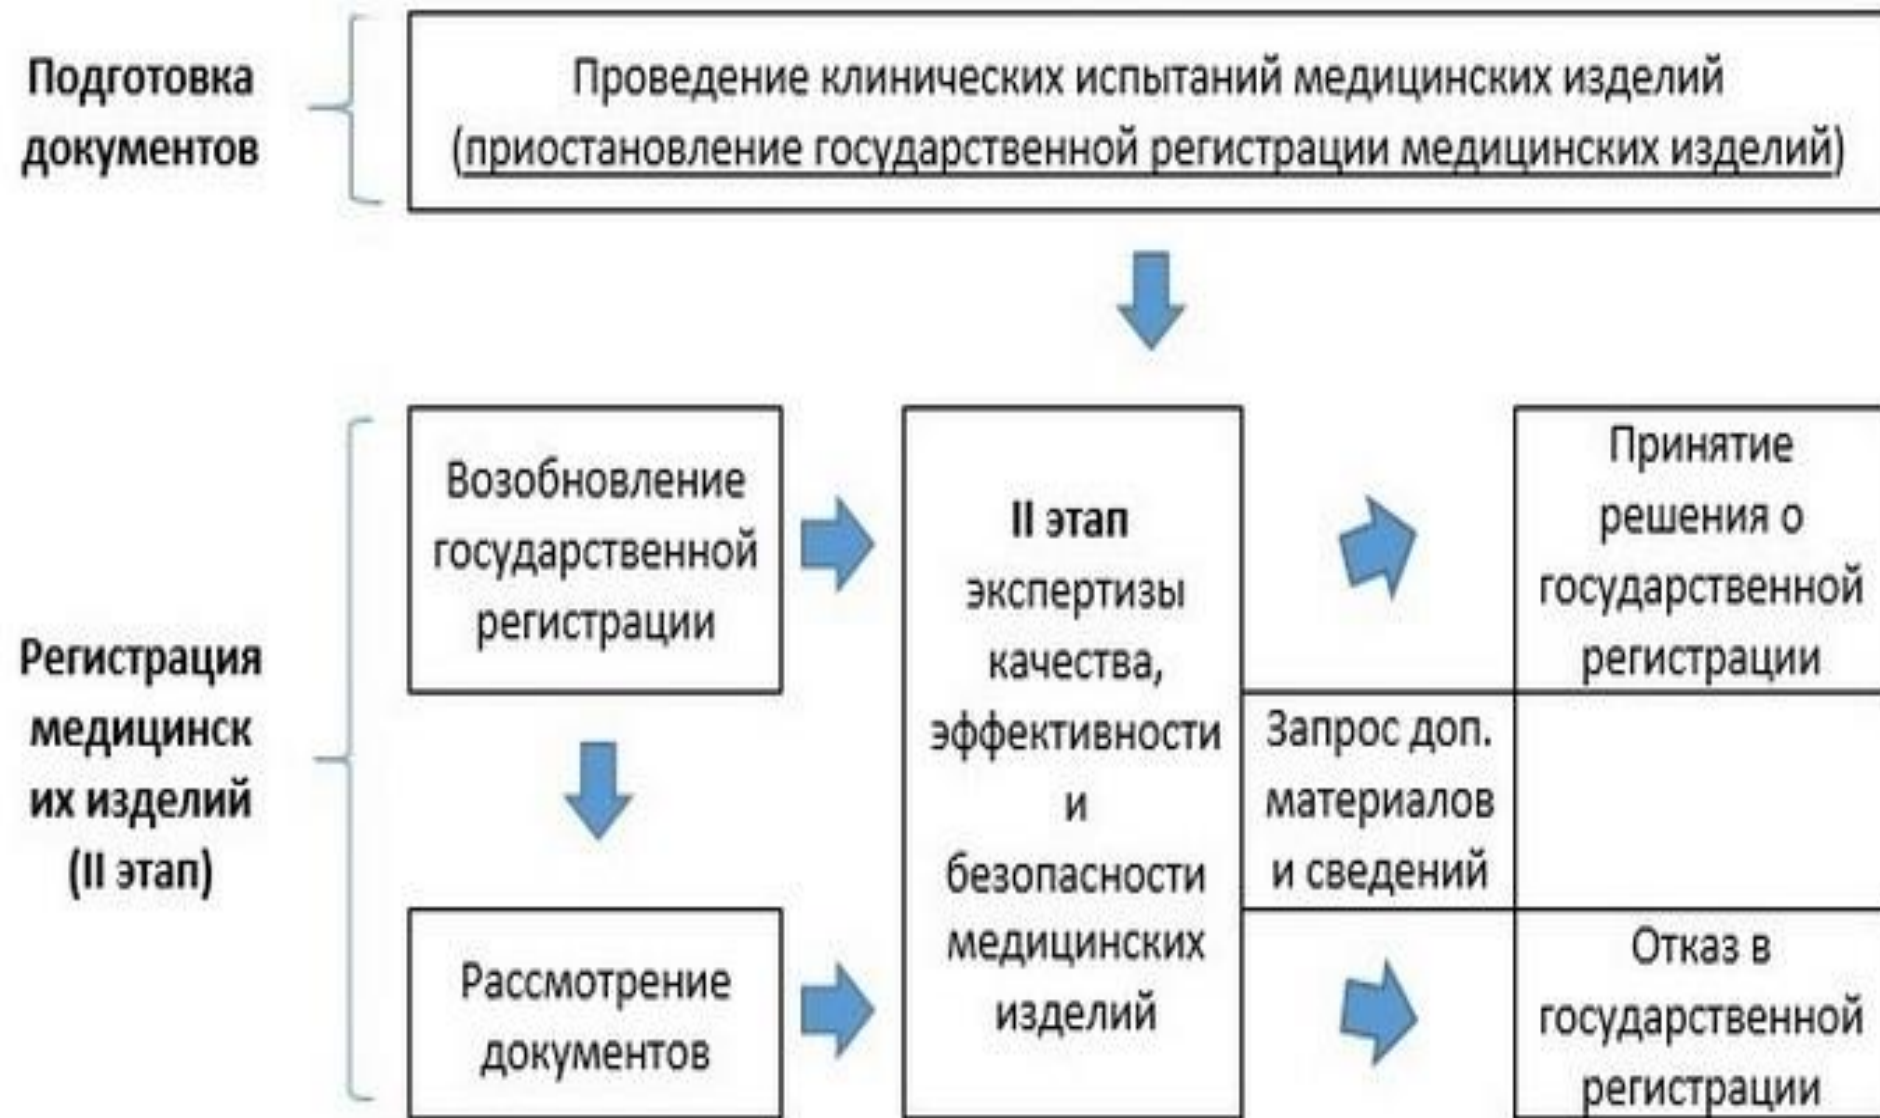 Подготовка
документов
Проведение клинических испытаний медицинских изделий
(приостановление государственной регистрации медицинских изделий)
Регистрация
медицинск
их изделий
(II этап)
Возобновление
государственной
регистрации
Рассмотрение
документов
II этап
экспертизы
качества,
эффективности
и
безопасности
медицинских
изделий
Запрос доп.
материалов
и сведений
Принятие
решения о
государственной
регистрации
Отказ в
государственной
регистрации